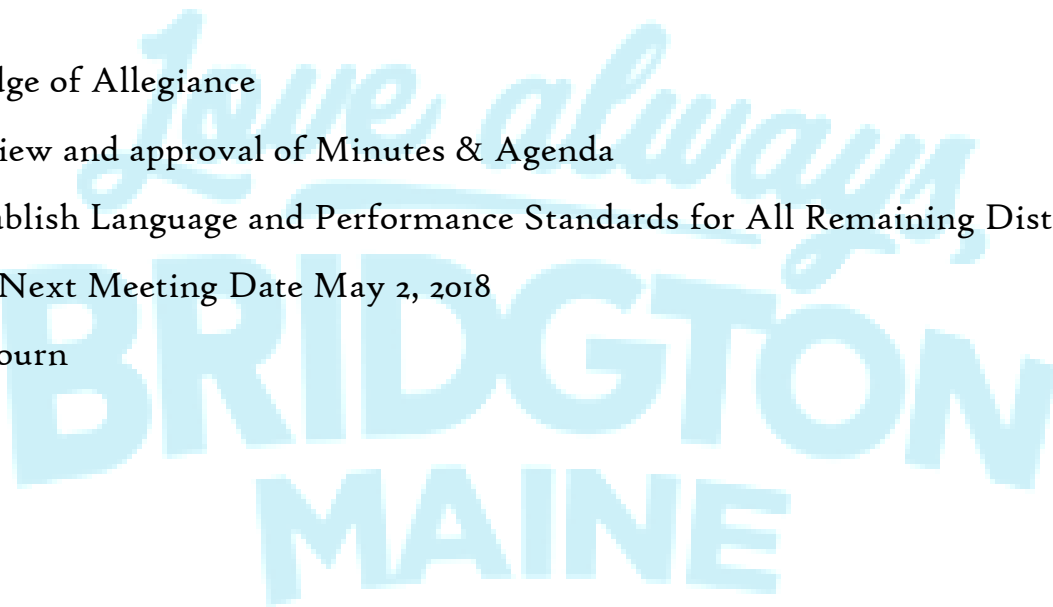 Love always,
dge of Allegiance
iew and approval of Minutes & Agenda
ablish Language and Performance Standards for All Remaining Dist
Next Meeting Date May 2, 2018
ourn
BRIDGTON
MAINE